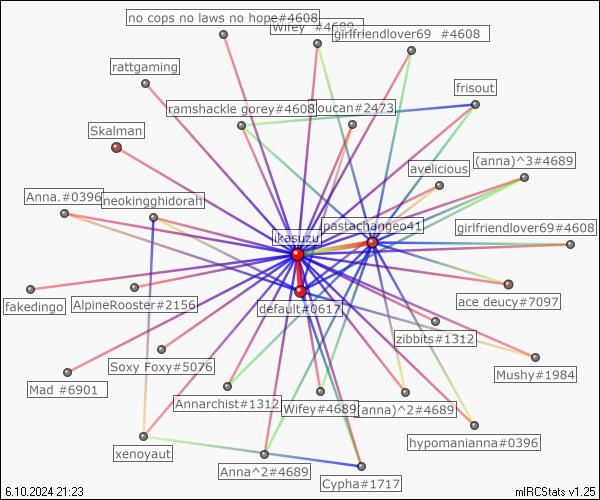 no cops no laws no hope#4608
Wifey #4689
girlfriendlover69 #4608
rattgaming
frisout
ramshackle gorey#4608
oucan#2473
Skalman
(anna)^3#4689
avelicious
Anna.#0396
neokingghidorah
pastachangeo41
girlfriendlover69#4608
ikasuzu
fakedingo
AlpineRooster#2156
ace deucy#7097
default#0617
zibbits#1312
Soxy Foxy#5076
Mushy#1984
Mad #6901
Annarchist#1312
Wifey#4689
(anna)^2#4689
hypomanianna#0396
xenoyaut
Anna^2#4689
Cypha#1717
6.10.2024 21:23
mIRCStats v1.25